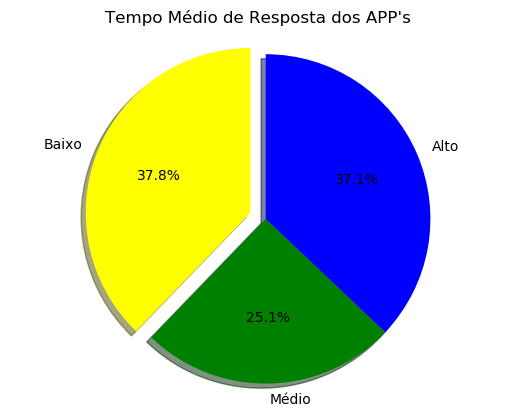 Tempo Médio de Resposta dos APP's
Baixo
Alto
37.8%
37.1%
25.1%
Médio